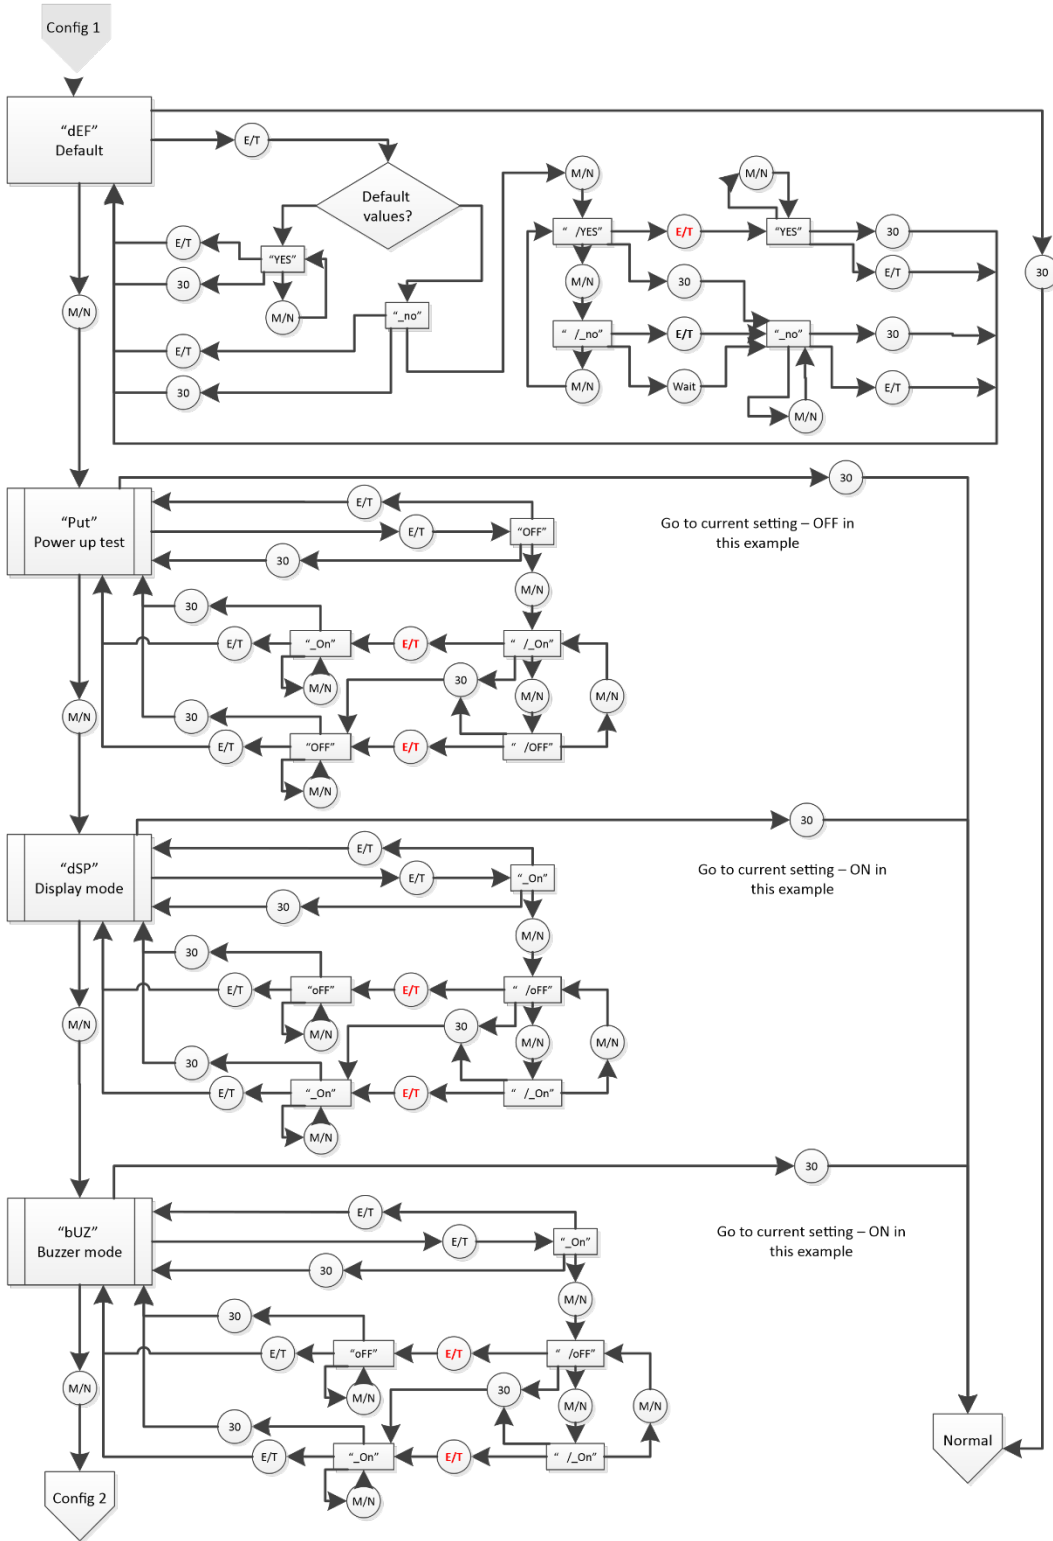 Config 1
“dEF”
Default
E/T
Default
values?
M/N
M/N
“ /YES”
E/T
“YES”
30
E/T
“YES”
30
M/N
30
E/T
30
M/N
M/N
“_no”
“ /_no”
E/T
“_no”
30
E/T
M/N
Wait
E/T
30
M/N
30
“Put”
Power up test
E/T
E/T
“OFF”
30
Go to current setting – OFF in
this example
M/N
30
E/T
“_On”
E/T
“ /_On”
M/N
30
M/N
M/N
M/N
30
E/T
“OFF”
E/T
“ /OFF”
M/N
30
“dSP”
Display mode
E/T
E/T
“_On”
30
Go to current setting – ON in
this example
M/N
30
E/T
“oFF”
E/T
“ /oFF”
M/N
M/N
30
M/N
M/N
30
E/T
“_On”
E/T
“ /_On”
M/N
30
“bUZ”
Buzzer mode
E/T
E/T
“_On”
30
Go to current setting – ON in
this example
M/N
30
E/T
“oFF”
E/T
“ /oFF”
M/N
M/N
30
M/N
M/N
30
E/T
“_On”
E/T
“ /_On”
M/N
Normal
Config 2